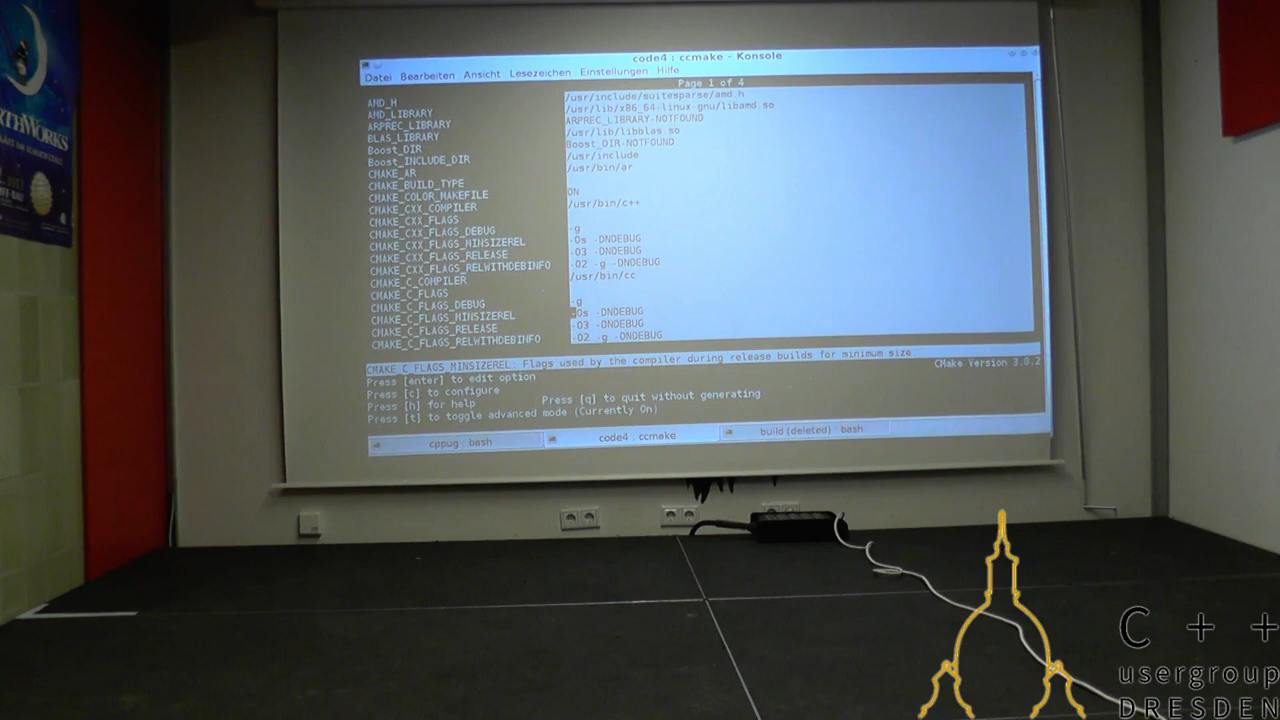 code4 : ccmake - Konsole
Datei Bearbeiten Ansicht Lesezeichen Einstellungen Hilfe
Page 1 of 4
AMD_H /usr/include/suitesparse/amd.h
AMD_LIBRARY /usr/lib/x86_64-linux-gnu/libamd.so
ARPREC_LIBRARY ARPREC_LIBRARY-NOTFOUND
BLAS_LIBRARY /usr/lib/libblas.so
Boost_DIR Boost_DIR-NOTFOUND
Boost_INCLUDE_DIR /usr/include
CMAKE_AR /usr/bin/ar
CMAKE_BUILD_TYPE
CMAKE_COLOR_MAKEFILE ON
CMAKE_CXX_COMPILER /usr/bin/c++
CMAKE_CXX_FLAGS
CMAKE_CXX_FLAGS_DEBUG -g
CMAKE_CXX_FLAGS_MINSIZEREL -Os -DNDEBUG
CMAKE_CXX_FLAGS_RELEASE -O3 -DNDEBUG
CMAKE_CXX_FLAGS_RELWITHDEBINFO -O2 -g -DNDEBUG
CMAKE_C_COMPILER /usr/bin/cc
CMAKE_C_FLAGS
CMAKE_C_FLAGS_DEBUG -g
CMAKE_C_FLAGS_MINSIZEREL -Os -DNDEBUG
CMAKE_C_FLAGS_RELEASE -O3 -DNDEBUG
CMAKE_C_FLAGS_RELWITHDEBINFO -O2 -g -DNDEBUG
CMAKE_C_FLAGS_MINSIZEREL: Flags used by the compiler during release builds for minimum size
Press [enter] to edit option CMake Version 3.0.2
Press [c] to configure
Press [h] for help Press [q] to quit without generating
Press [t] to toggle advanced mode (Currently On)
cppug : bash code4 : ccmake build (deleted) : bash
C + +
usergroup
DRESDEN